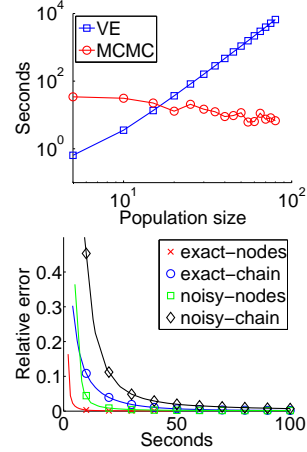 10^4
10^2
10^0
Seconds
VE
MCMC
10^1
10^2
Population size
0.4
0.3
0.2
0.1
0
Relative error
exact-nodes
exact-chain
noisy-nodes
noisy-chain
0
50
100
Seconds